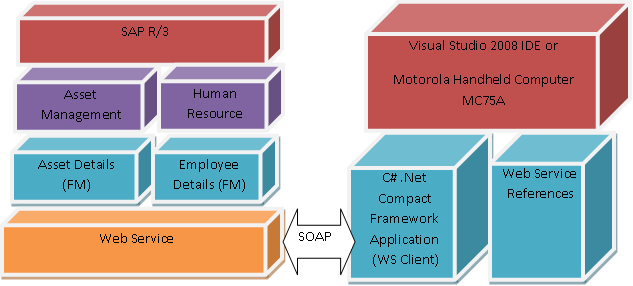 SAP R/3
Asset
Management
Human
Resource
Asset Details
(FM)
Employee
Details (FM)
Web Service
SOAP
Visual Studio 2008 IDE or
Motorola Handheld Computer
MC75A
C# .Net
Compact
Framework
Application
(WS Client)
Web Service
References